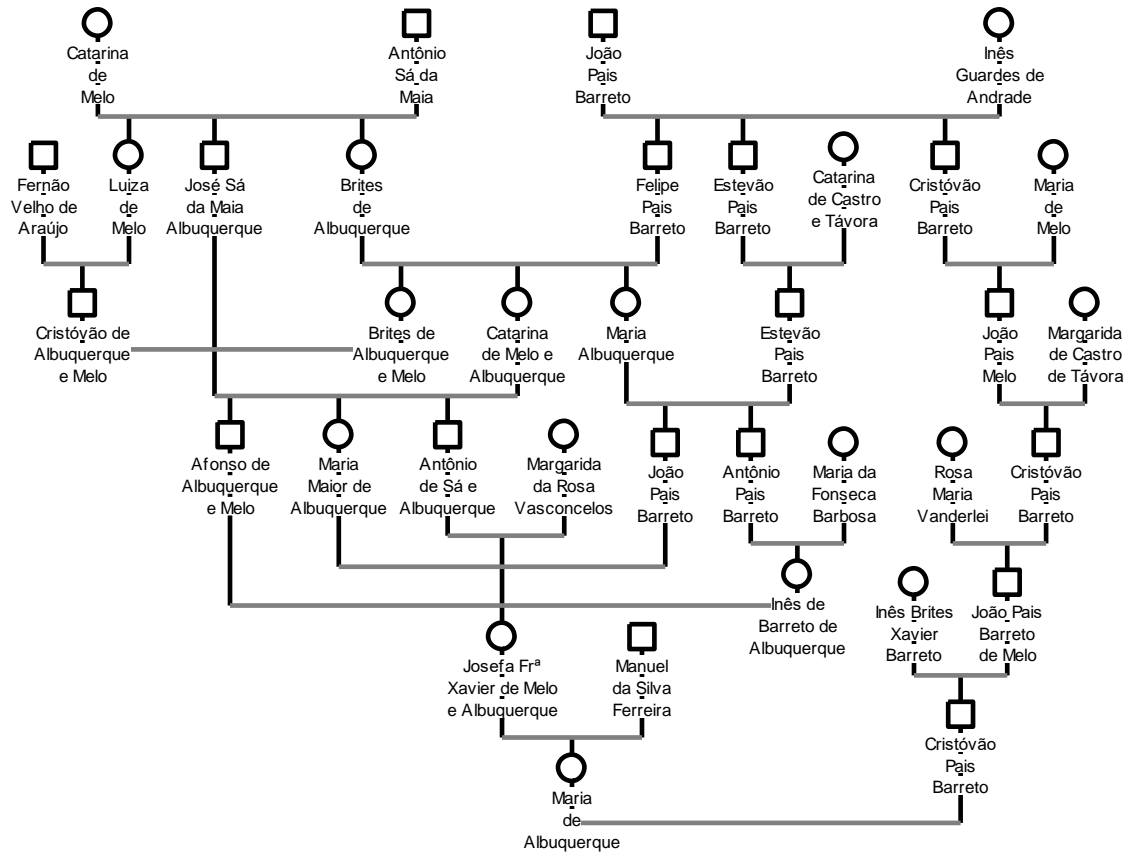 Catarina
de
Melo
Antônio
Sá da
Maia
João
Pais
Barreto
Inês
Guardes de
Andrade
Fernão
Velho de
Araújo
Luiza
de
Melo
José Sá
da Maia
Albuquerque
Brites
de
Albuquerque
Felipe
Pais
Barreto
Estevão
Pais
Barreto
Catarina
de Castro
e Távora
Cristóvão
Pais
Barreto
Maria
de
Melo
Cristóvão de
Albuquerque
e Melo
Brites de
Albuquerque
e Melo
Catarina
de Melo e
Albuquerque
Maria
Albuquerque
Estevão
Pais
Barreto
João
Pais
Melo
Margarida
de Castro
de Távora
Afonso de
Albuquerque
e Melo
Maria
Maior de
Albuquerque
Antônio
de Sá e
Albuquerque
Margarida
da Rosa
Vasconcelos
João
Pais
Barreto
Antônio
Pais
Barreto
Maria da
Fonseca
Barbosa
Rosa
Maria
Vanderlei
Cristóvão
Pais
Barreto
Inês de
Barreto de
Albuquerque
Inês Brites
Xavier
Barreto
João Pais
Barreto
de Melo
Josefa Frª
Xavier de Melo
e Albuquerque
Manuel
da Silva
Ferreira
Cristóvão
Pais
Barreto
Maria
de
Albuquerque